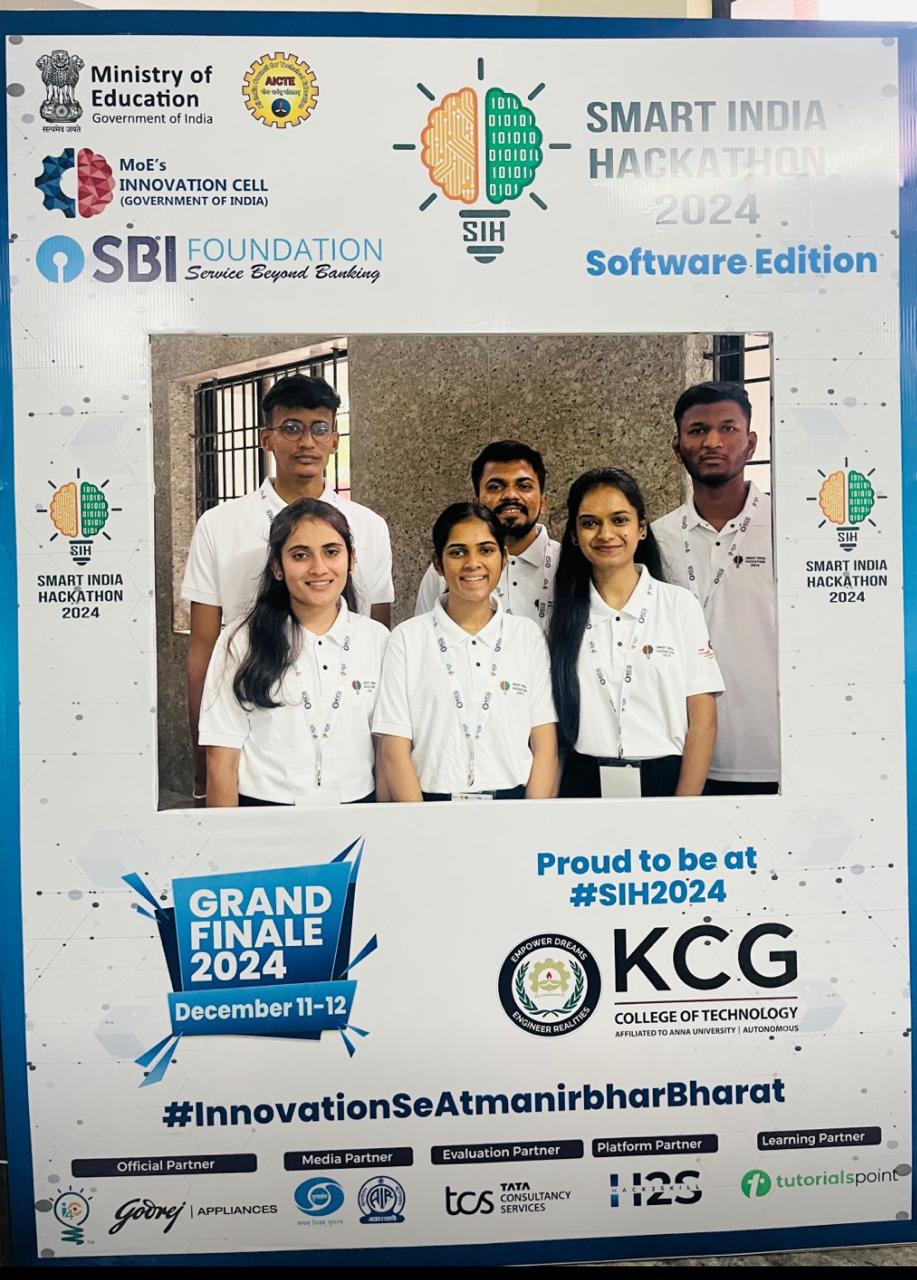 Ministry of
Education
Government of India
सत्यमेव जयते
AICTE
MoE's
INNOVATION CELL
(GOVERNMENT OF INDIA)
SBI FOUNDATION
Service Beyond Banking
SIH
SMART INDIA
HACKATHON
2024
Software Edition
SIH
SMART INDIA
HACKATHON
2024
SIH
SMART INDIA
HACKATHON
2024
GRAND
FINALE
2024
December 11-12
Proud to be at
#SIH2024
EMPOWER DREAMS
ENGINEER REALITIES
KCG
COLLEGE OF TECHNOLOGY
AFFILIATED TO ANNA UNIVERSITY | AUTONOMOUS
#InnovationSeAtmanirbharBharat
Official Partner
Media Partner
Evaluation Partner
Platform Partner
Learning Partner
Godrej | APPLIANCES
AIR
tcs TATA
CONSULTANCY
SERVICES
H2S
HACK2SKILL
tutorialspoint